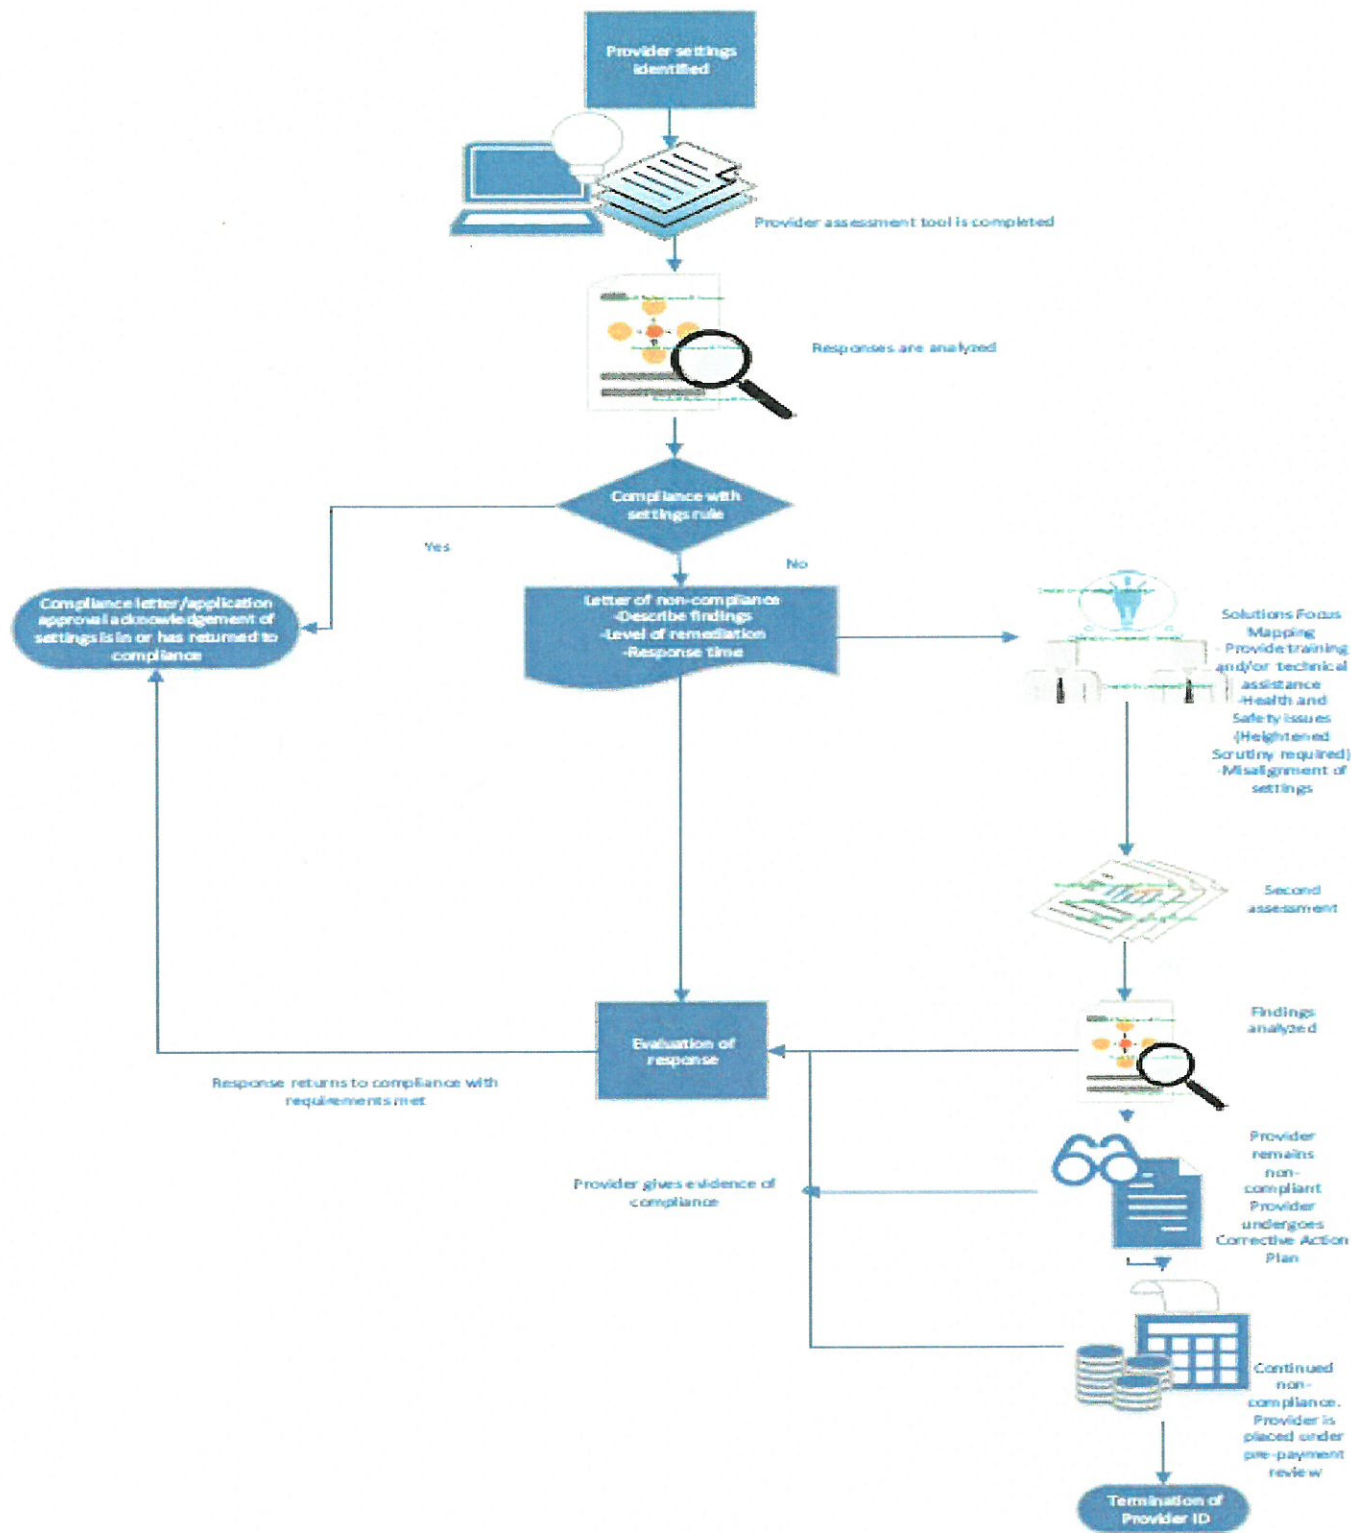 Provider settings
identified
Provider assessment tool is completed
Responses are analyzed
Compliance with
settings rule
Yes
No
Compliance letter/application
approval acknowledgement of
settings is in or has returned to
compliance
Letter of non-compliance
-Describe findings
-Level of remediation
-Response time
Solutions Focus
Mapping
- Provide training
and/or technical
assistance
-Health and
Safety issues
(Heightened
Scrutiny required)
-Misalignment of
settings
Second
assessment
Findings
analyzed
Evaluation of
response
Response returns to compliance with
requirements met
Provider
remains
non-
compliant
Provider
undergoes
Corrective Action
Plan
Provider gives evidence of
compliance
Continued
non-
compliance.
Provider is
placed under
pre-payment
review
Termination of
Provider ID